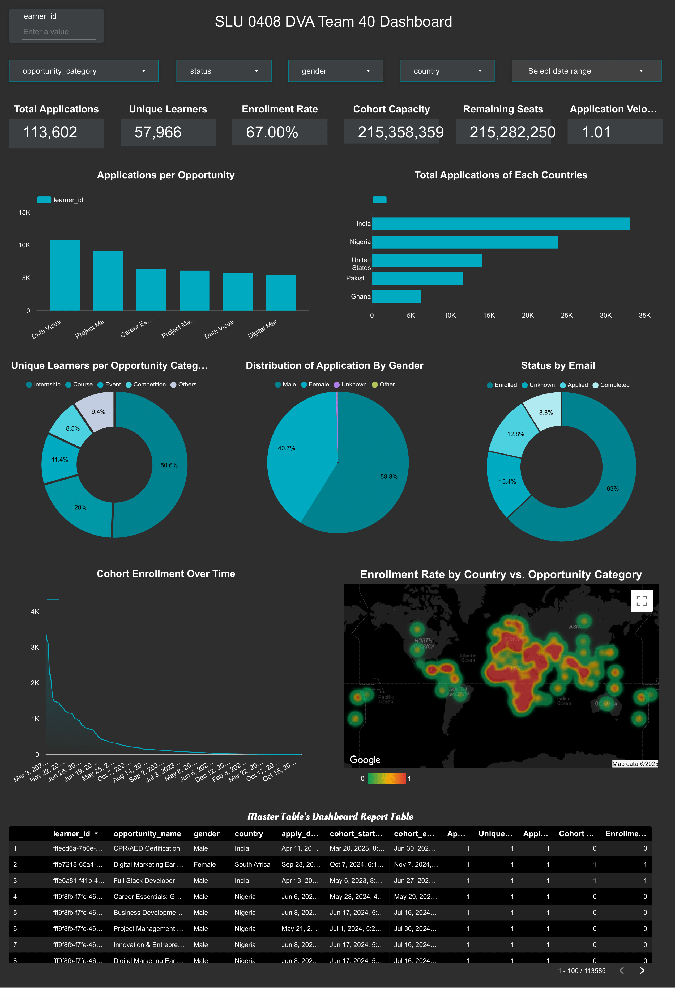 learner_id
Enter a value
SLU 0408 DVA Team 40 Dashboard
opportunity_category
status
gender
country
Select date range
Total Applications
113,602
Unique Learners
57,966
Enrollment Rate
67.00%
Cohort Capacity
215,358,359
Remaining Seats
215,282,250
Application Velo…
1.01
Applications per Opportunity
learner_id
15K
10K
5K
0
Data Visua…
Project Ma…
Career Es…
Project Ma…
Data Visua…
Digital Mar…
Total Applications of Each Countries
India
Nigeria
United
States
Pakist…
Ghana
0 5K 10K 15K 20K 25K 30K 35K
Unique Learners per Opportunity Categ…
Internship Course Event Competition Others
9.4%
8.5%
11.4%
50.6%
20%
Distribution of Application By Gender
Male Female Unknown Other
40.7%
58.8%
Status by Email
Enrolled Unknown Applied Completed
8.8%
12.8%
15.4%
63%
Cohort Enrollment Over Time
4K
3K
2K
1K
0
Mar 3, 202…
Nov 22, 20…
Jun 26, 20…
Jun 19, 20…
May 25, 2…
Oct 7, 202…
Aug 14, 20…
Sep 2, 202…
Jul 3, 2023…
May 8, 20…
Jun 6, 202…
Dec 12, 20…
Feb 3, 202…
Mar 22, 20…
Oct 17, 20…
Oct 15, 20…
Enrollment Rate by Country vs. Opportunity Category
ASIA
EUROPE
NORTH
AMERICA
Atlantic
Ocean
AFRICA
SOUTH
AMERICA
Pacific
Ocean
Indian
Ocean
OCEANIA
Google
Map data ©2025
0 1
Master Table's Dashboard Report Table
learner_id opportunity_name gender country apply_d… cohort_start… cohort_e… Ap… Unique… Appl… Cohort … Enrollme…
1. fffecd6a-7b0e-… CPR/AED Certification Male India Apr 11, 20… Mar 20, 2023, 8:… Jun 30, 202… 1 1 1 0 0
2. fffe7218-65a4-… Digital Marketing Earl… Female South Africa Sep 28, 20… Oct 7, 2024, 6:1… Nov 7, 2024,… 1 1 1 1 1
3. fffe6a81-f41b-4… Full Stack Developer Male India Apr 13, 20… May 6, 2023, 8:… Jun 27, 202… 1 1 1 1 1
4. fff9f8fb-f7fe-46… Career Essentials: G… Male Nigeria Jun 6, 202… May 28, 2024, 4… May 29, 202… 1 1 1 0 0
5. fff9f8fb-f7fe-46… Business Developme… Male Nigeria Jun 8, 202… Jun 17, 2024, 5:… Jul 16, 2024… 1 1 1 0 0
6. fff9f8fb-f7fe-46… Project Management … Male Nigeria May 21, 2… Jul 1, 2024, 5:2… Jul 30, 2024… 1 1 1 0 0
7. fff9f8fb-f7fe-46… Innovation & Entrepre… Male Nigeria Jun 8, 202… Jun 17, 2024, 5:… Jul 16, 2024… 1 1 1 0 0
8. fff9f8fb-f7fe-46… Digital Marketing Earl… Male Nigeria Jun 8, 202… Jun 17, 2024, 5:… Jul 16, 2024… 1 1 1 0 0
1 - 100 / 113585